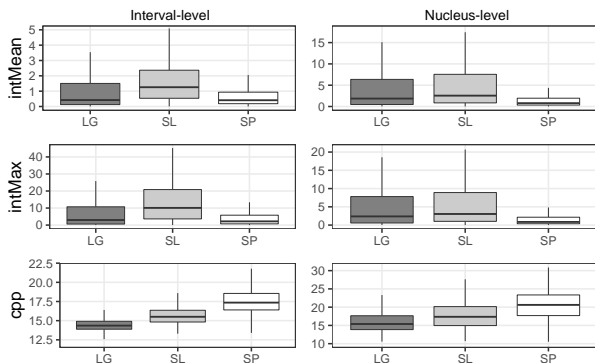 Interval-level
Nucleus-level
intMean
5
4
3
2
1
0
LG SL SP
15
10
5
0
LG SL SP
intMax
40
30
20
10
0
LG SL SP
20
15
10
5
0
LG SL SP
cpp
22.5
20.0
17.5
15.0
12.5
LG SL SP
30
25
20
15
10
LG SL SP